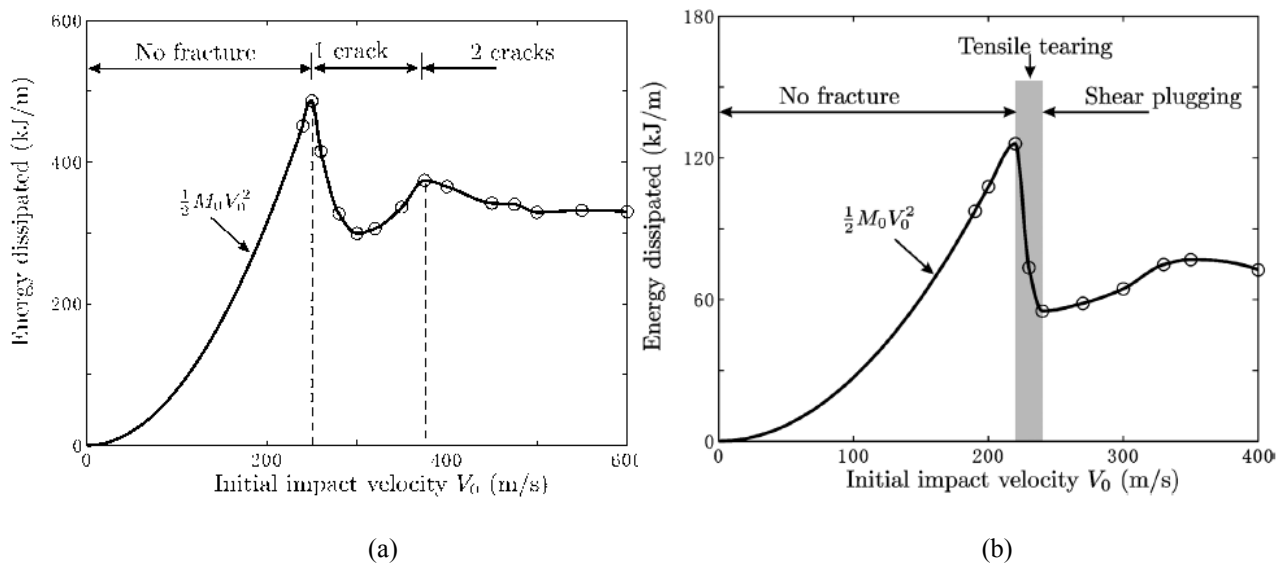 600
400
200
0
Energy dissipated (kJ/m)
No fracture
1 crack
2 cracks
½M₀V₀²
0
200
400
600
Initial impact velocity V₀ (m/s)
(a)
180
120
60
0
Energy dissipated (kJ/m)
Tensile tearing
No fracture
Shear plugging
½M₀V₀²
0
100
200
300
400
Initial impact velocity V₀ (m/s)
(b)